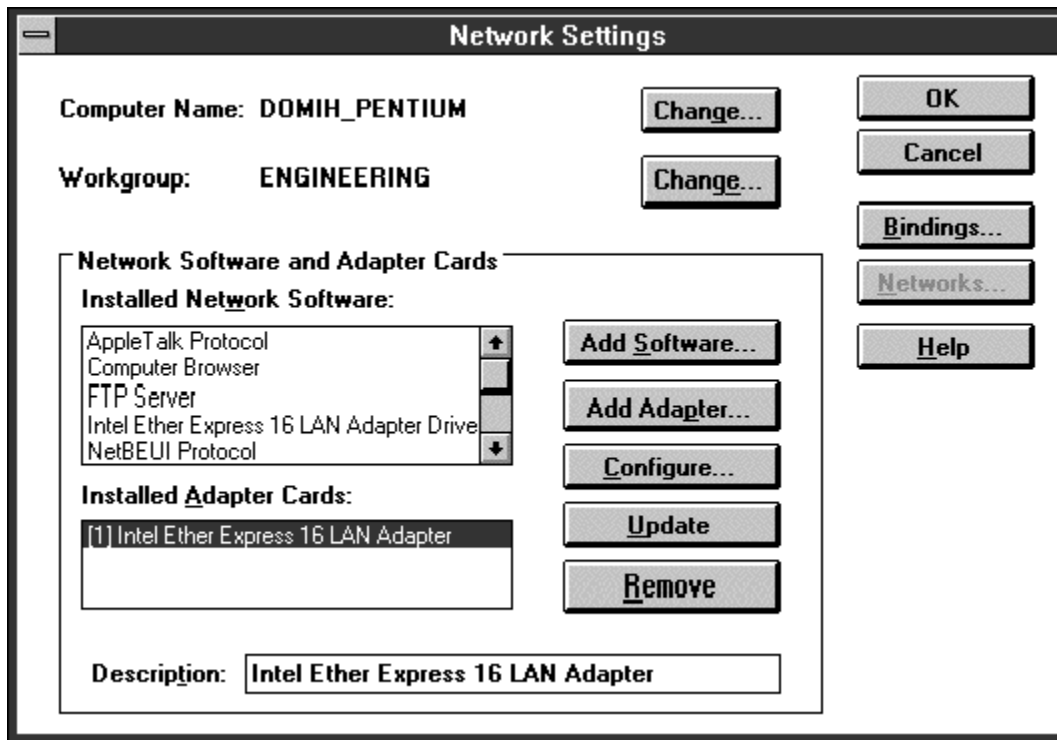 Network Settings
Computer Name: DOMIH_PENTIUM
Change...
Workgroup: ENGINEERING
Change...
OK
Cancel
Bindings...
Networks...
Help
Network Software and Adapter Cards
Installed Network Software:
AppleTalk Protocol
Computer Browser
FTP Server
Intel Ether Express 16 LAN Adapter Drive
NetBEUI Protocol
Add Software...
Add Adapter...
Configure...
Update
Remove
Installed Adapter Cards:
[1] Intel Ether Express 16 LAN Adapter
Description: Intel Ether Express 16 LAN Adapter